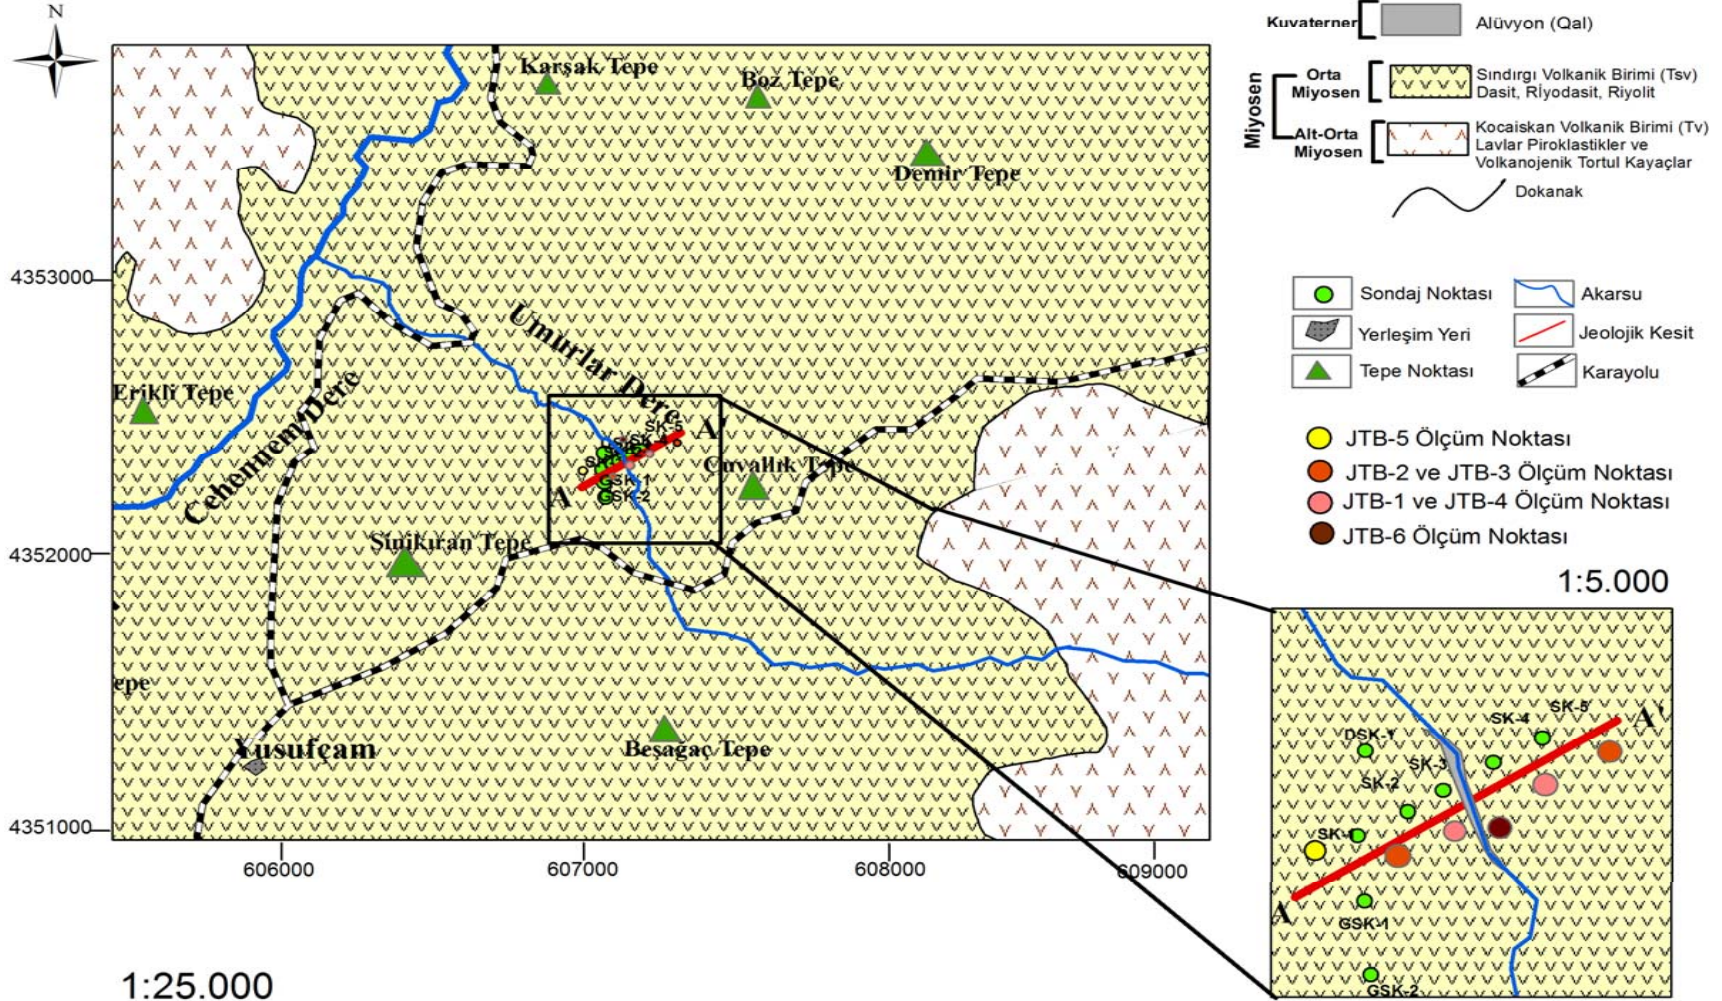 N
Kuvaterner
Alüvyon (Qal)
Miyosen
Orta
Miyosen
Sındırgı Volkanik Birimi (Tsv)
Dasit, Rİyodasit, Riyolit
Alt-Orta
Miyosen
Kocaiskan Volkanik Birimi (Tv)
Lavlar Piroklastikler ve
Volkanojenik Tortul Kayaçlar
Dokanak
Sondaj Noktası
Akarsu
Yerleşim Yeri
Jeolojik Kesit
Tepe Noktası
Karayolu
JTB-5 Ölçüm Noktası
JTB-2 ve JTB-3 Ölçüm Noktası
JTB-1 ve JTB-4 Ölçüm Noktası
JTB-6 Ölçüm Noktası
Karşak Tepe
Boz Tepe
Demir Tepe
4353000
Umurlar Dere
Erikli Tepe
Cehennem Dere
SK-5
A'
Çuvallık Tepe
GSK-1
A
GSK-2
4352000
Sinikıran Tepe
epe
Yusufçam
Beşağaç Tepe
4351000
606000
607000
608000
609000
1:25.000
1:5.000
SK-5
SK-4
A'
DSK-1
SK-3
SK-2
A
GSK-1
GSK-2